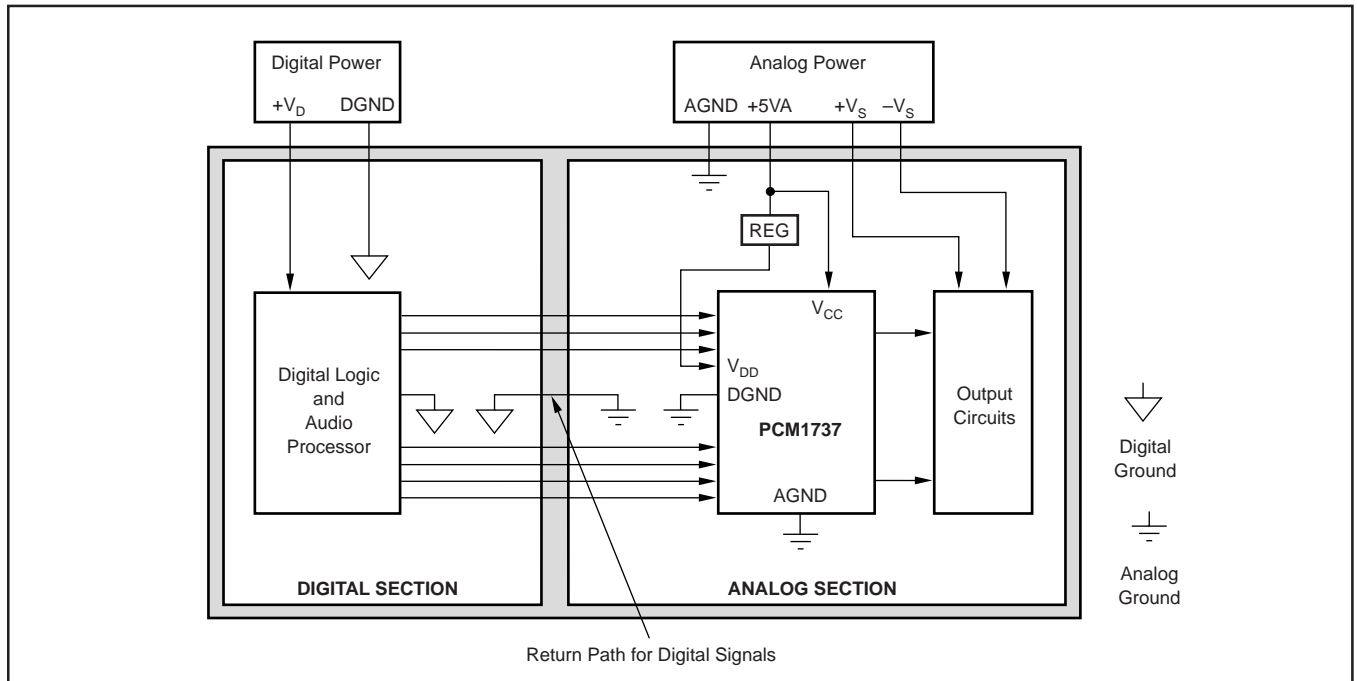 Digital Power
+VD DGND
Analog Power
AGND +5VA +VS –VS
REG
VCC
VDD
DGND
PCM1737
AGND
Digital Logic
and
Audio
Processor
Output
Circuits
Digital
Ground
Analog
Ground
DIGITAL SECTION
ANALOG SECTION
Return Path for Digital Signals